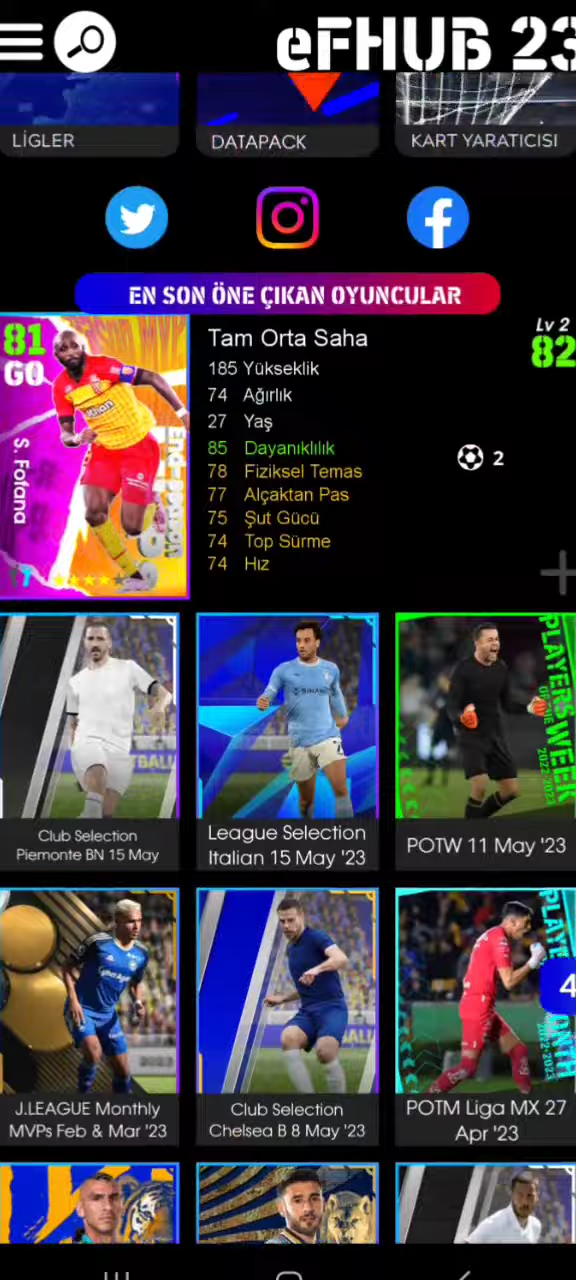 eFHUB 23
LİGLER
DATAPACK
KART YARATICISI
EN SON ÖNE ÇIKAN OYUNCULAR
81
GO
S. Fofana
Tam Orta Saha
185 Yükseklik
74 Ağırlık
27 Yaş
85 Dayanıklılık
78 Fiziksel Temas
77 Alçaktan Pas
75 Şut Gücü
74 Top Sürme
74 Hız
Lv 2
82
2
Club Selection
Piemonte BN 15 May
League Selection
Italian 15 May '23
PLAYERS
OF THE WEEK
2022-2023
POTW 11 May '23
J.LEAGUE Monthly
MVPs Feb & Mar '23
Club Selection
Chelsea B 8 May '23
4
2022-2023
POTM Liga MX 27
Apr '23